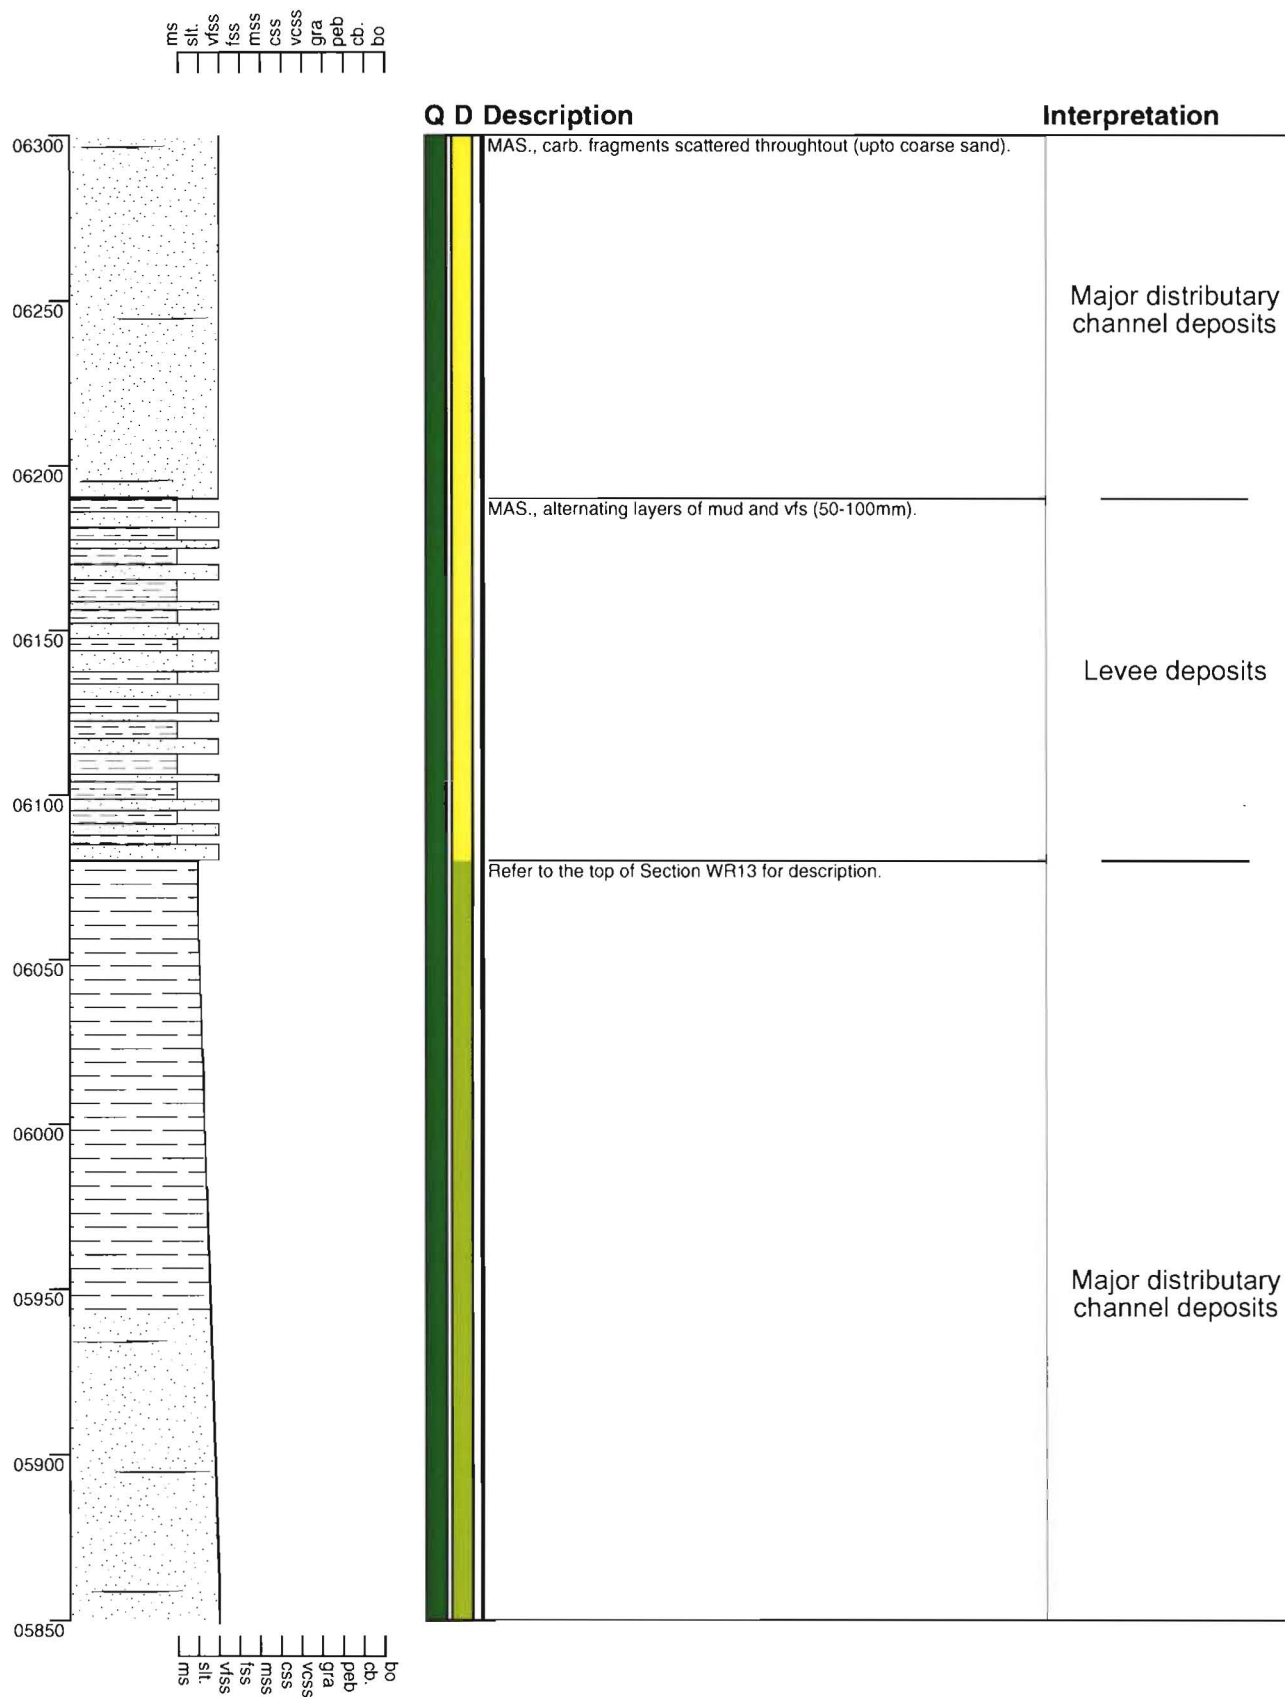 ms
slt.
vfss
fss
mss
css
vcss
gra
peb
cb.
bo
Q D Description Interpretation
06300
MAS., carb. fragments scattered throughtout (upto coarse sand).
06250
Major distributary
channel deposits
06200
MAS., alternating layers of mud and vfs (50-100mm).
06150
Levee deposits
06100
Refer to the top of Section WR13 for description.
06050
06000
05950
Major distributary
channel deposits
05900
05850
ms
slt.
vfss
fss
mss
css
vcss
gra
peb
cb.
bo